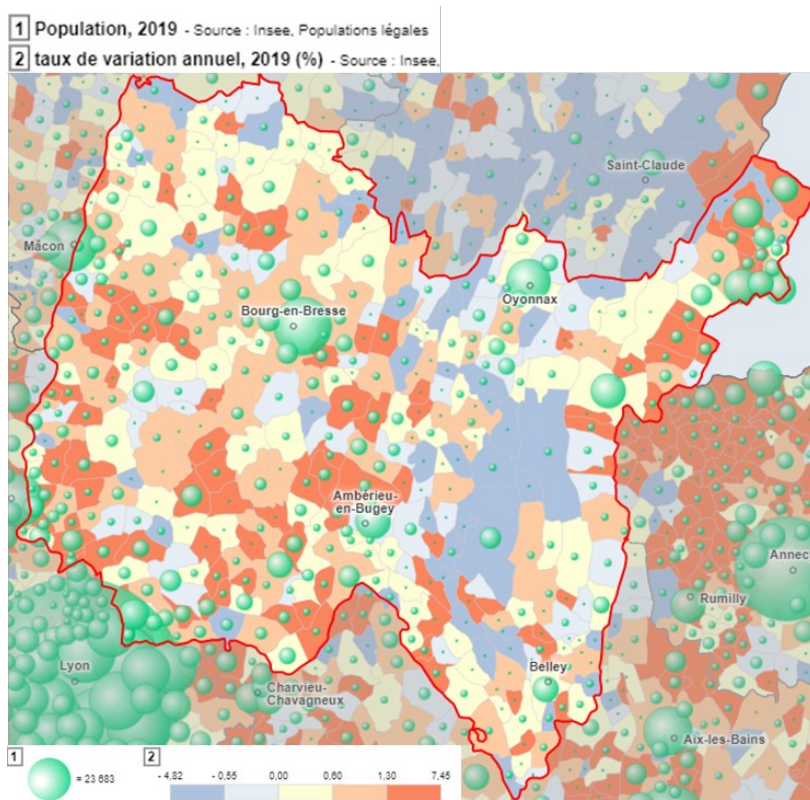 1 Population, 2019 - Source : Insee, Populations légales
2 taux de variation annuel, 2019 (%) - Source : Insee,
Saint-Claude
Mâcon
Oyonnax
Bourg-en-Bresse
Ambérieu-
en-Bugey
Annecy
Rumilly
Lyon
Belley
Charvieu-
Chavagneux
Aix-les-Bains
1
2
= 23 683
- 4,82 -0,55 0,00 0,60 1,30 7,45